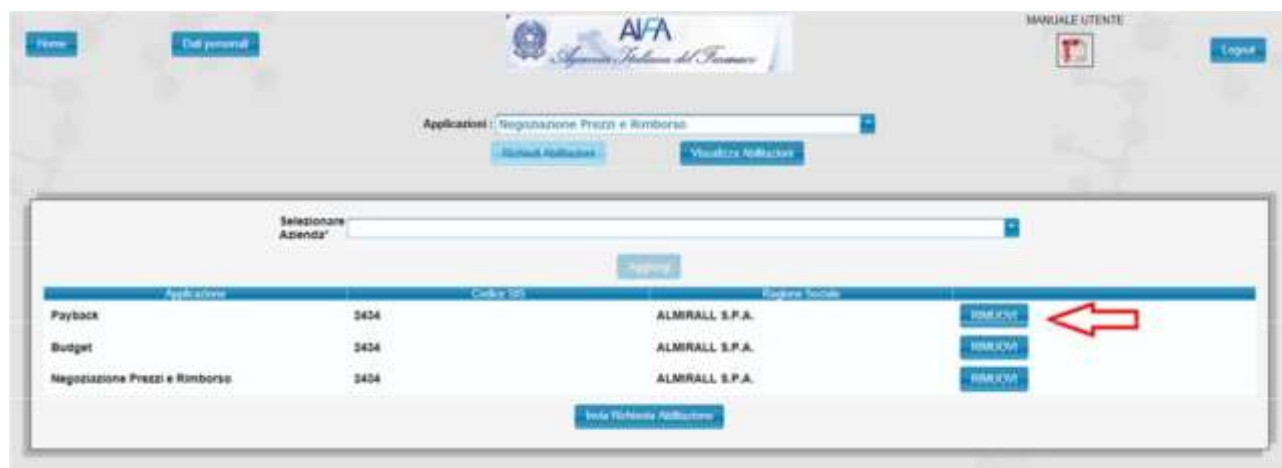 MANUALE UTENTE
Home
Dati personali
AIFA
Agenzia Italiana del Farmaco
Logout
Applicazioni : Negoziazione Prezzi e Rimborso
Richiedi Abilitazioni
Visualizza Abilitazioni
Selezionare
Azienda*
Aggiungi
Applicazione Codice SIS Ragione Sociale
Payback 2434 ALMIRALL S.P.A. RIMUOVI
Budget 2434 ALMIRALL S.P.A. RIMUOVI
Negoziazione Prezzi e Rimborso 2434 ALMIRALL S.P.A. RIMUOVI
Invia Richiesta Abilitazione